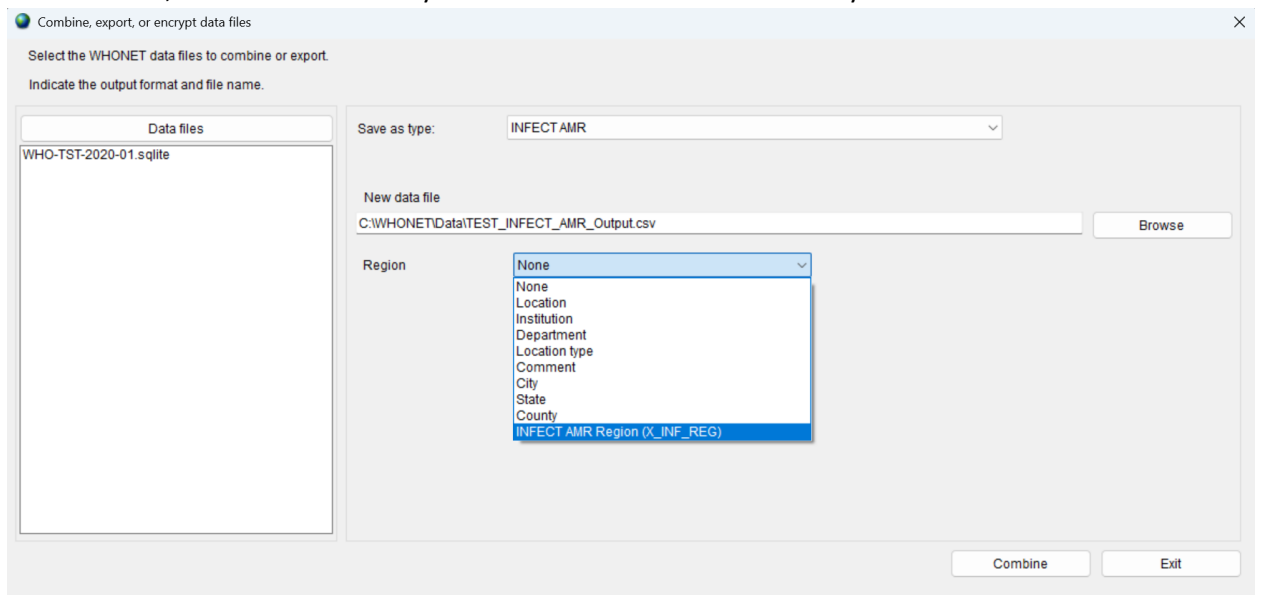 Combine, export, or encrypt data files
Select the WHONET data files to combine or export.
Indicate the output format and file name.
Data files
WHO-TST-2020-01.sqlite
Save as type: INFECT AMR
New data file
C:\WHONET\Data\TEST_INFECT_AMR_Output.csv Browse
Region None
None
Location
Institution
Department
Location type
Comment
City
State
County
INFECT AMR Region (X_INF_REG)
Combine Exit